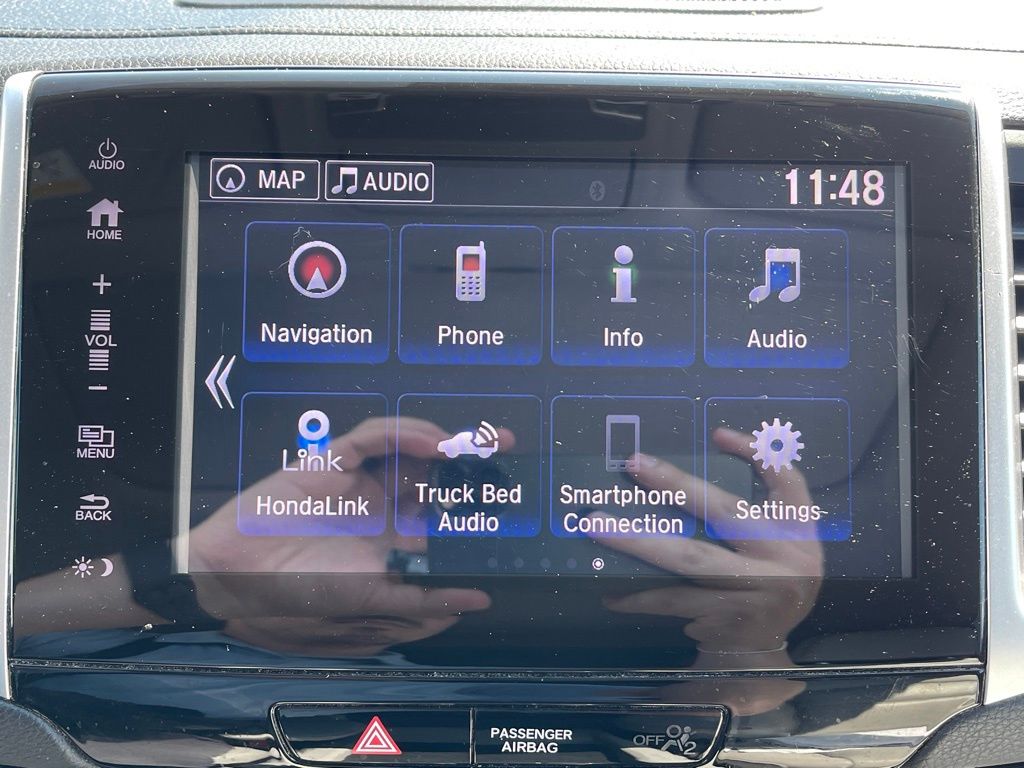 AUDIO
HOME
+
VOL
-
MENU
BACK
MAP
AUDIO
11:48
Navigation
Phone
Info
Audio
Link
HondaLink
Truck Bed
Audio
Smartphone
Connection
Settings
PASSENGER
AIRBAG
OFF
2